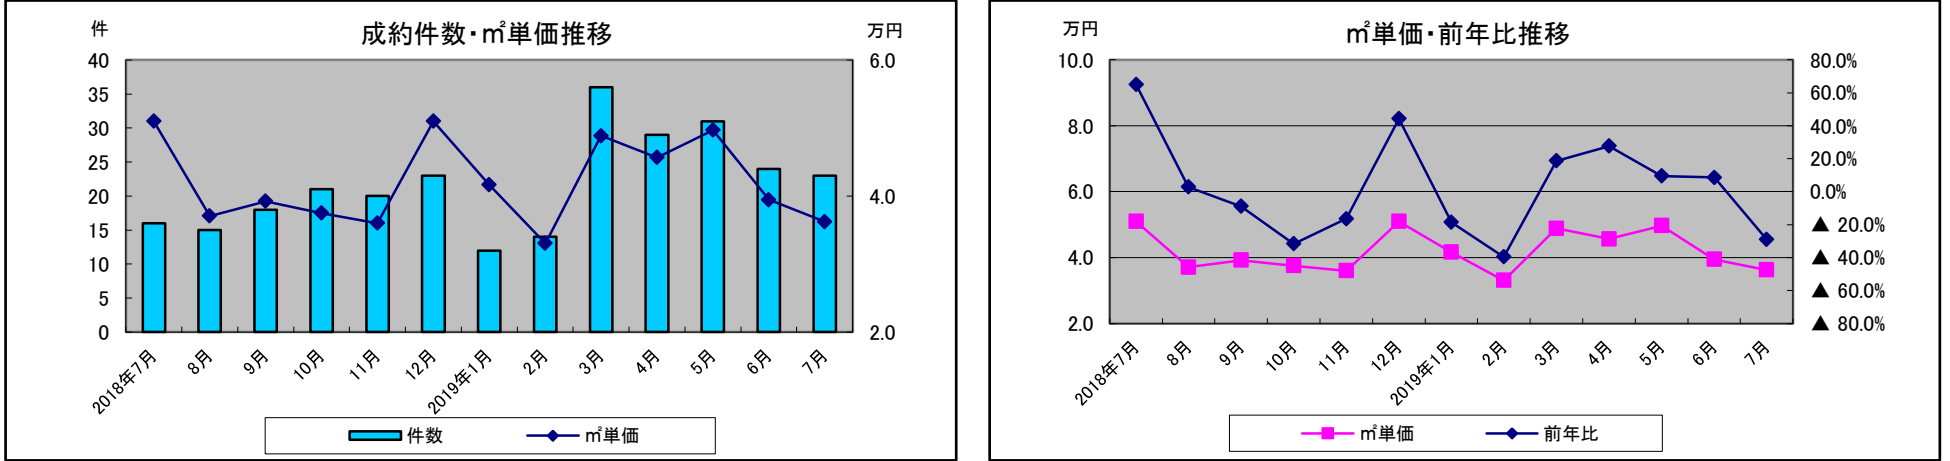 件
成約件数・㎡単価推移
万円
40
35
30
25
20
15
10
5
0
6.0
4.0
2.0
2018年7月
8月
9月
10月
11月
12月
2019年1月
2月
3月
4月
5月
6月
7月
件数
㎡単価
万円
㎡単価・前年比推移
10.0
8.0
6.0
4.0
2.0
80.0%
60.0%
40.0%
20.0%
0.0%
▲ 20.0%
▲ 40.0%
▲ 60.0%
▲ 80.0%
2018年7月
8月
9月
10月
11月
12月
2019年1月
2月
3月
4月
5月
6月
7月
㎡単価
前年比